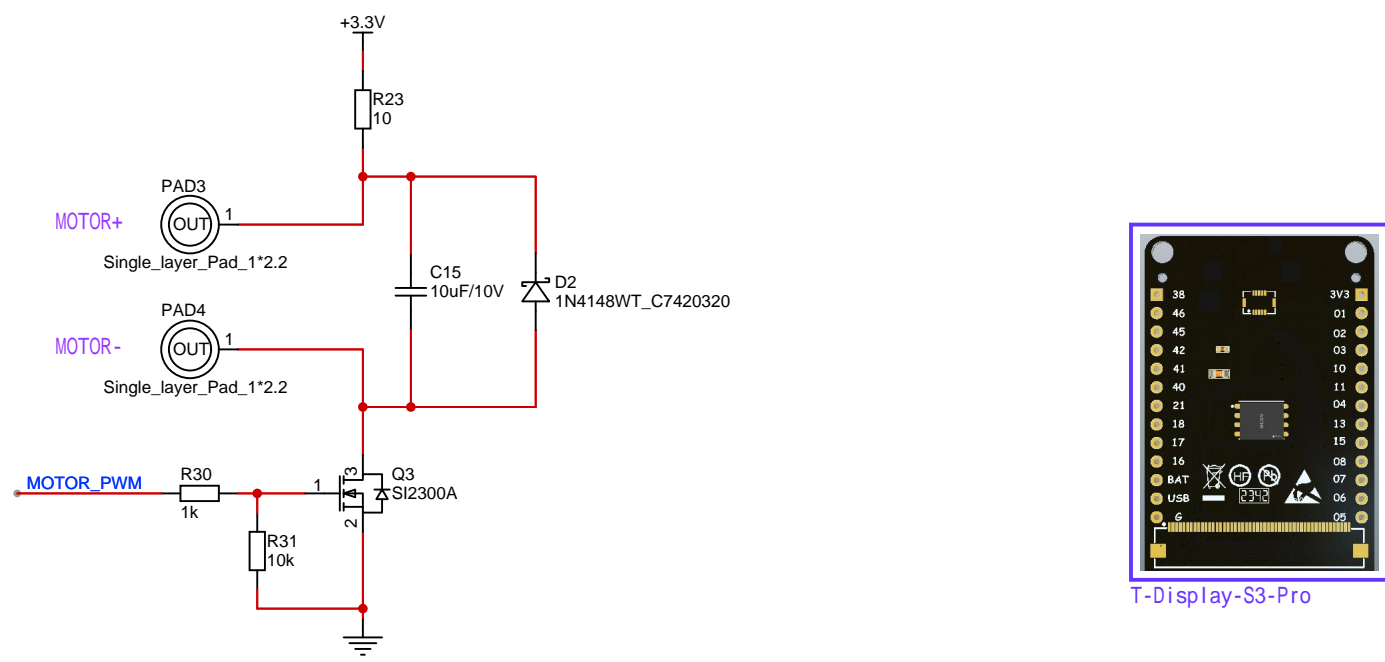 +3.3V
R23
10
PAD3
MOTOR+
OUT
1
Single_layer_Pad_1*2.2
C15
10uF/10V
D2
1N4148WT_C7420320
PAD4
MOTOR-
OUT
1
Single_layer_Pad_1*2.2
MOTOR_PWM
R30
1k
1
3
2
Q3
SI2300A
R31
10k
38 3V3
46 01
45 02
42 03
41 10
40 11
21 04
18 13
17 15
16 08
BAT 07
USB 06
G 05
HF
Pb
2342
T-Display-S3-Pro